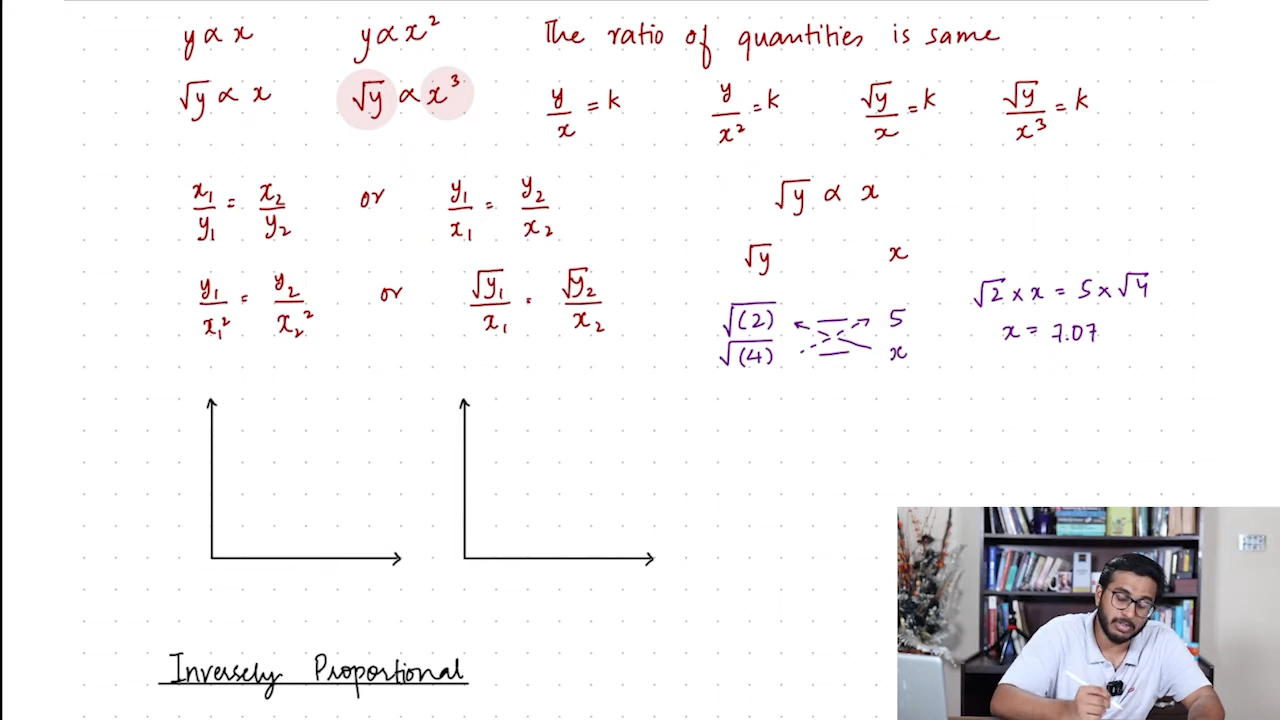 y ∝ x y ∝ x² The ratio of quantities is same
√y ∝ x √y ∝ x³ y/x = k y/x² = k √y/x = k √y/x³ = k
x₁/y₁ = x₂/y₂ or y₁/x₁ = y₂/x₂ √y ∝ x
√y x
y₁/x₁² = y₂/x₂² or √y₁/x₁ = √y₂/x₂
√(2) 5 √2 × x = 5 × √4
√(4) x x = 7.07
Inversely Proportional